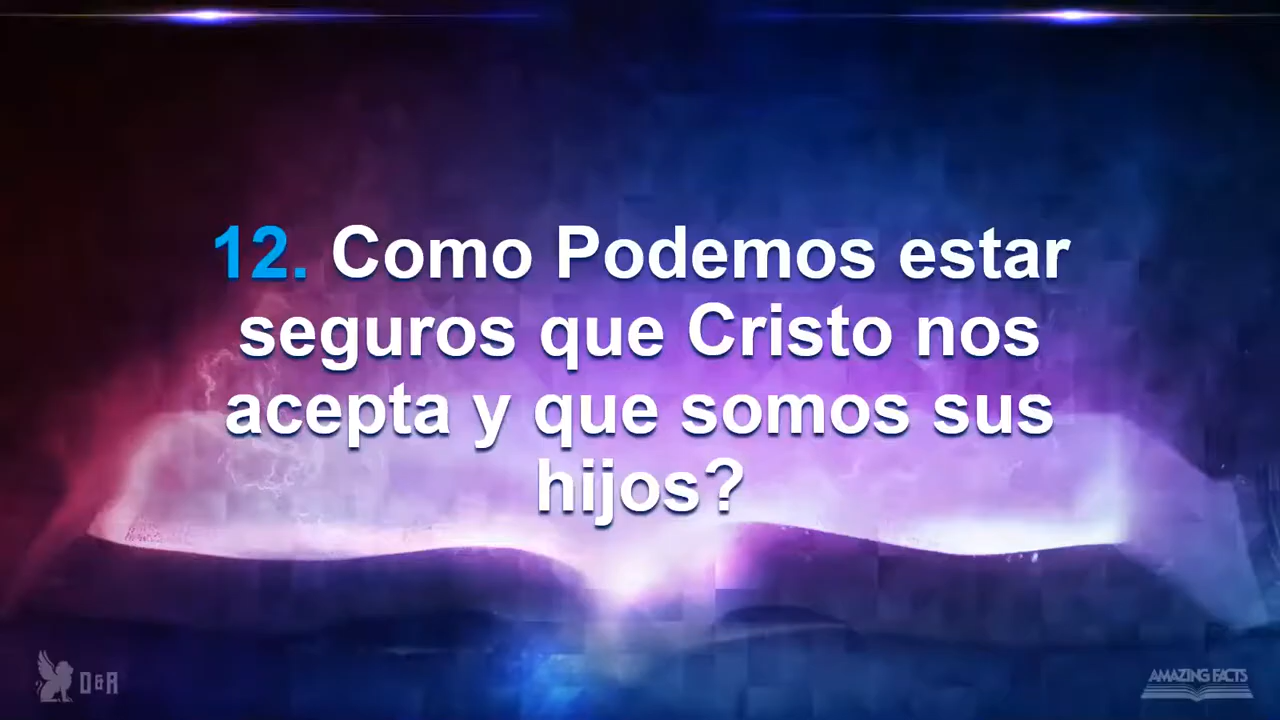 12. Como Podemos estar
seguros que Cristo nos
acepta y que somos sus
hijos?
D&R
AMAZING FACTS